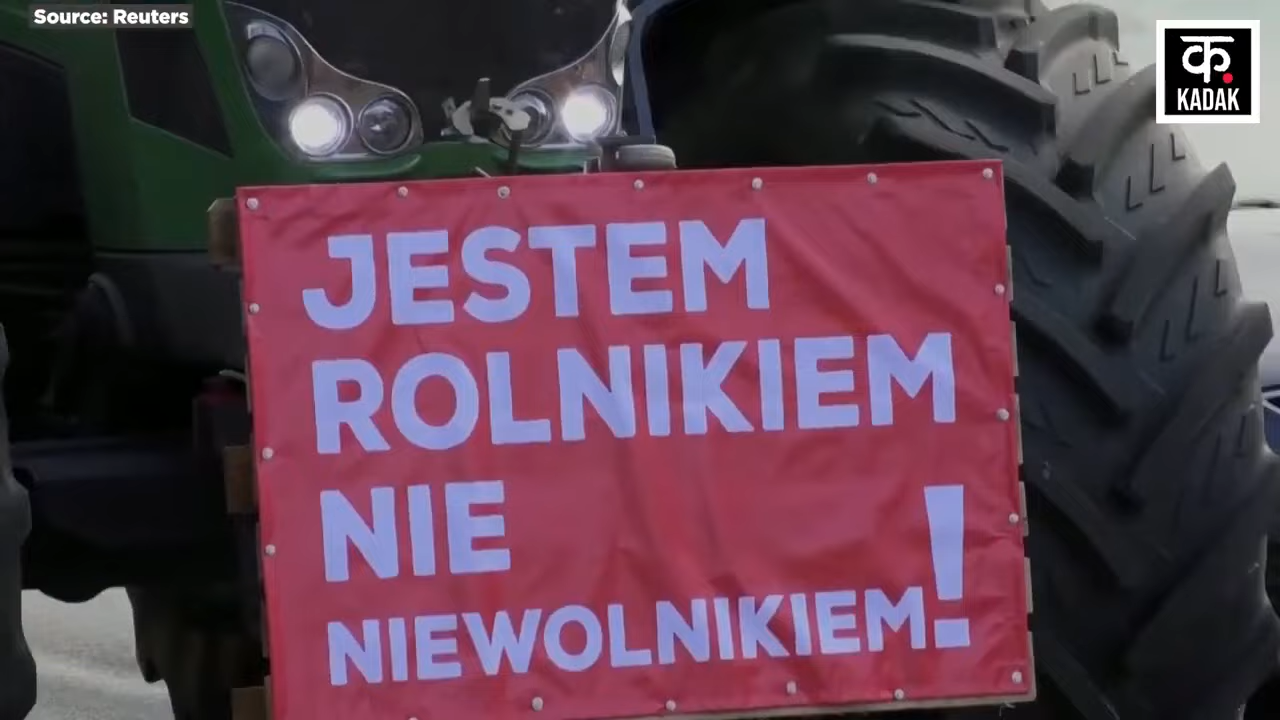 Source: Reuters
क.
KADAK
JESTEM
ROLNIKIEM
NIE
NIEWOLNIKIEM!